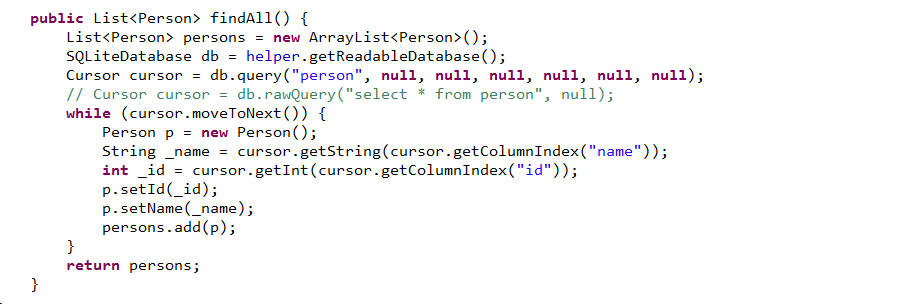 public List<Person> findAll() {
    List<Person> persons = new ArrayList<Person>();
    SQLiteDatabase db = helper.getReadableDatabase();
    Cursor cursor = db.query("person", null, null, null, null, null, null);
    // Cursor cursor = db.rawQuery("select * from person", null);
    while (cursor.moveToNext()) {
        Person p = new Person();
        String _name = cursor.getString(cursor.getColumnIndex("name"));
        int _id = cursor.getInt(cursor.getColumnIndex("id"));
        p.setId(_id);
        p.setName(_name);
        persons.add(p);
    }
    return persons;
}